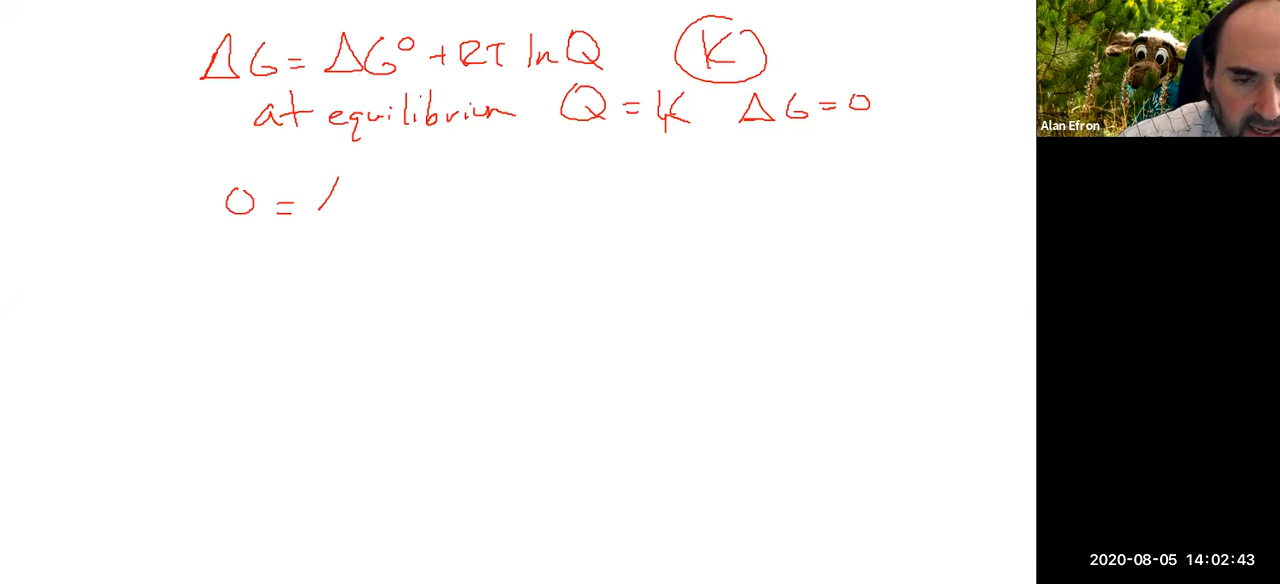 ΔG = ΔG° + RT ln Q K
at equilibrium Q = K ΔG = 0
0 = /
Alan Efron
2020-08-05 14:02:43